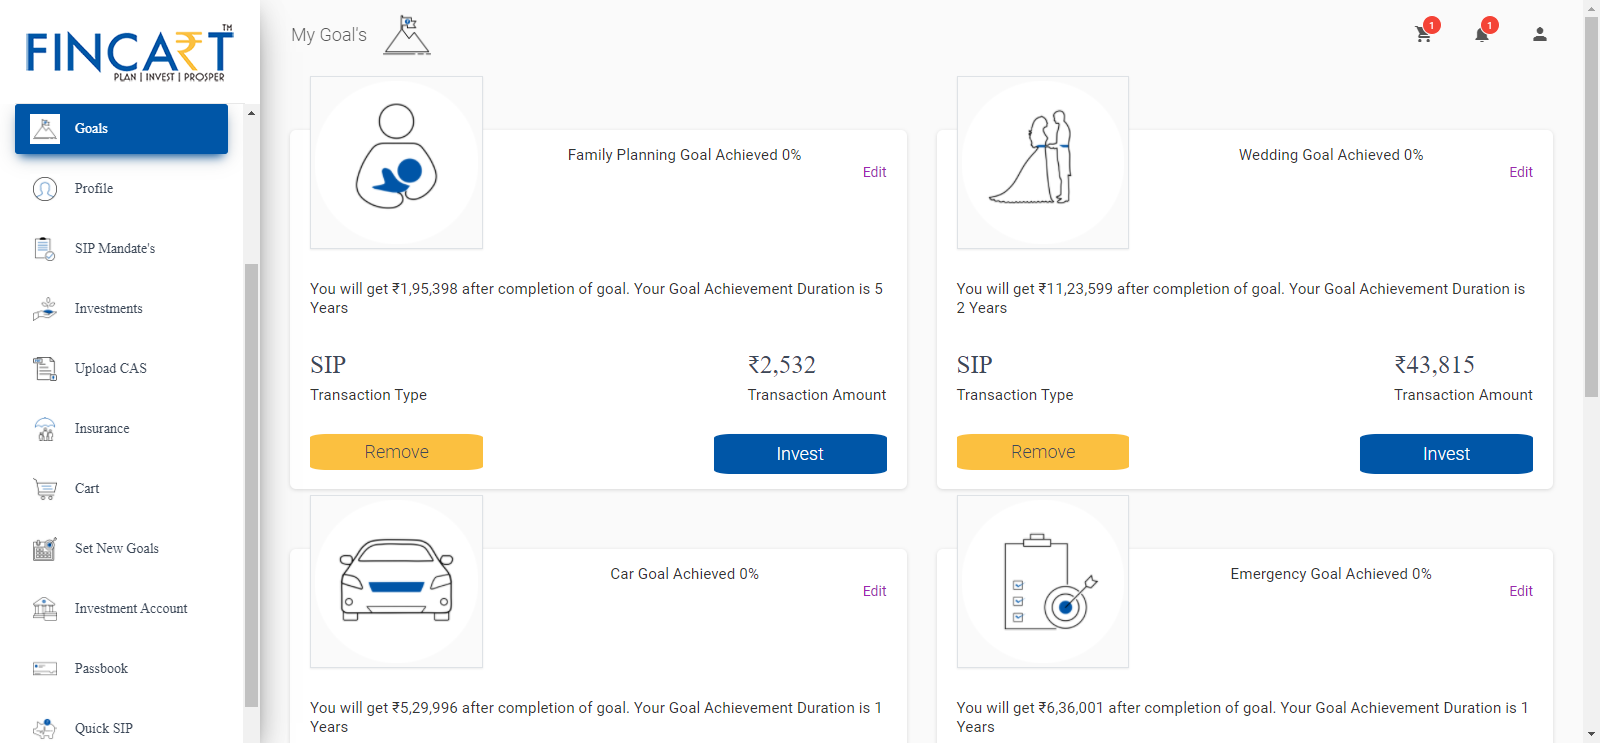 FINCART
TM
PLAN | INVEST | PROSPER
Goals
Profile
SIP Mandate's
Investments
Upload CAS
Insurance
Cart
Set New Goals
Investment Account
Passbook
Quick SIP
My Goal's
1
1
Family Planning Goal Achieved 0%
Edit
You will get ₹1,95,398 after completion of goal. Your Goal Achievement Duration is 5
Years
SIP
₹2,532
Transaction Type
Transaction Amount
Remove
Invest
Wedding Goal Achieved 0%
Edit
You will get ₹11,23,599 after completion of goal. Your Goal Achievement Duration is
2 Years
SIP
₹43,815
Transaction Type
Transaction Amount
Remove
Invest
Car Goal Achieved 0%
Edit
You will get ₹5,29,996 after completion of goal. Your Goal Achievement Duration is 1
Years
Emergency Goal Achieved 0%
Edit
You will get ₹6,36,001 after completion of goal. Your Goal Achievement Duration is 1
Years